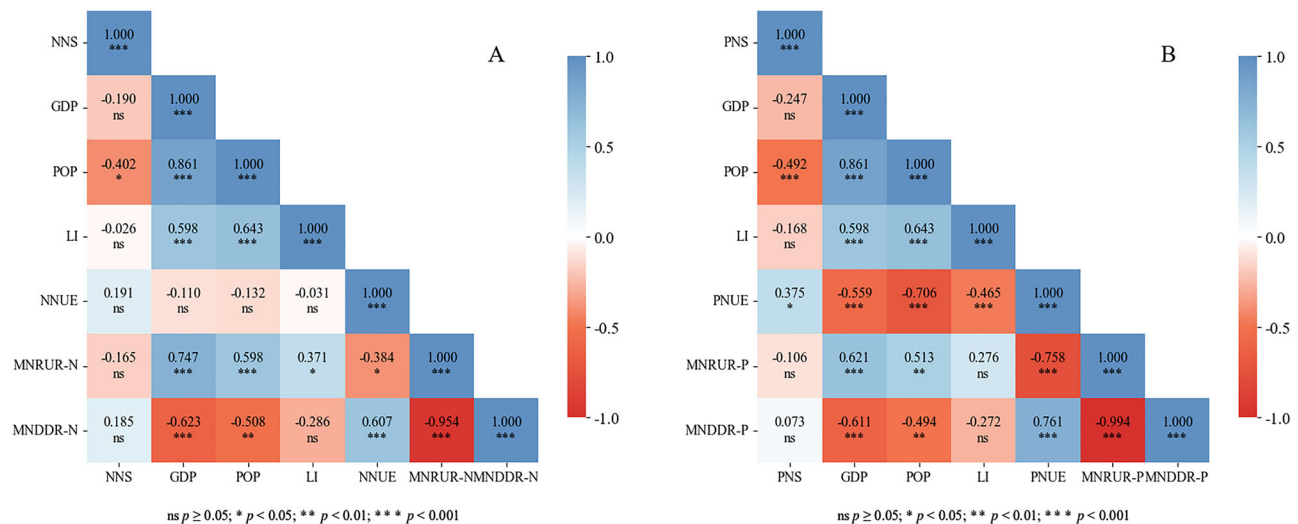 A
NNS 1.000
***
GDP -0.190 1.000
ns ***
POP -0.402 0.861 1.000
* *** ***
LI -0.026 0.598 0.643 1.000
ns *** *** ***
NNUE 0.191 -0.110 -0.132 -0.031 1.000
ns ns ns ns ***
MNRUR-N -0.165 0.747 0.598 0.371 -0.384 1.000
ns *** *** * * ***
MNDDR-N 0.185 -0.623 -0.508 -0.286 0.607 -0.954 1.000
ns *** ** ns *** *** ***
NNS GDP POP LI NNUE MNRUR-N MNDDR-N
1.0
0.5
0.0
-0.5
-1.0
ns p ≥ 0.05; * p < 0.05; ** p < 0.01; *** p < 0.001
B
PNS 1.000
***
GDP -0.247 1.000
ns ***
POP -0.492 0.861 1.000
*** *** ***
LI -0.168 0.598 0.643 1.000
ns *** *** ***
PNUE 0.375 -0.559 -0.706 -0.465 1.000
* *** *** *** ***
MNRUR-P -0.106 0.621 0.513 0.276 -0.758 1.000
ns *** ** ns *** ***
MNDDR-P 0.073 -0.611 -0.494 -0.272 0.761 -0.994 1.000
ns *** ** ns *** *** ***
PNS GDP POP LI PNUE MNRUR-P MNDDR-P
1.0
0.5
0.0
-0.5
-1.0
ns p ≥ 0.05; * p < 0.05; ** p < 0.01; *** p < 0.001